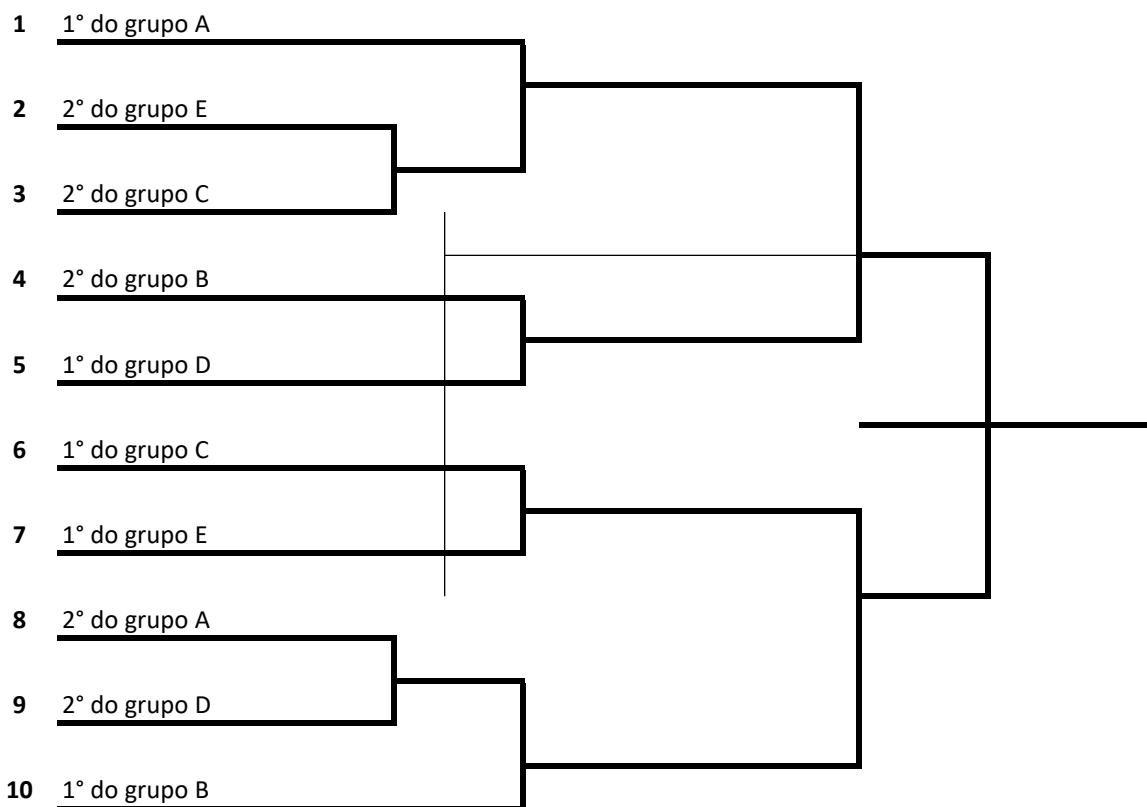 1 1° do grupo A
2 2° do grupo E
3 2° do grupo C
4 2° do grupo B
5 1° do grupo D
6 1° do grupo C
7 1° do grupo E
8 2° do grupo A
9 2° do grupo D
10 1° do grupo B